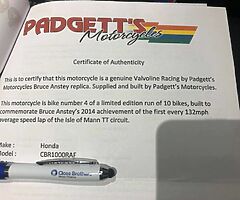 PADGETT'S
Motorcycles
Certificate of Authenticity
This is to certify that this motorcycle is a genuine Valvoline Racing by Padgett's
Motorcycles Bruce Anstey replica. Supplied and built by Padgett's Motorcycles.
This motorcycle is bike number 4 of a limited edition run of 10 bikes, built to
commemorate Bruce Anstey's 2014 achievement of the first every 132mph
average speed lap of the Isle of Mann TT circuit.
Make : Honda
Model : CBR1000RAF
Close Brothers